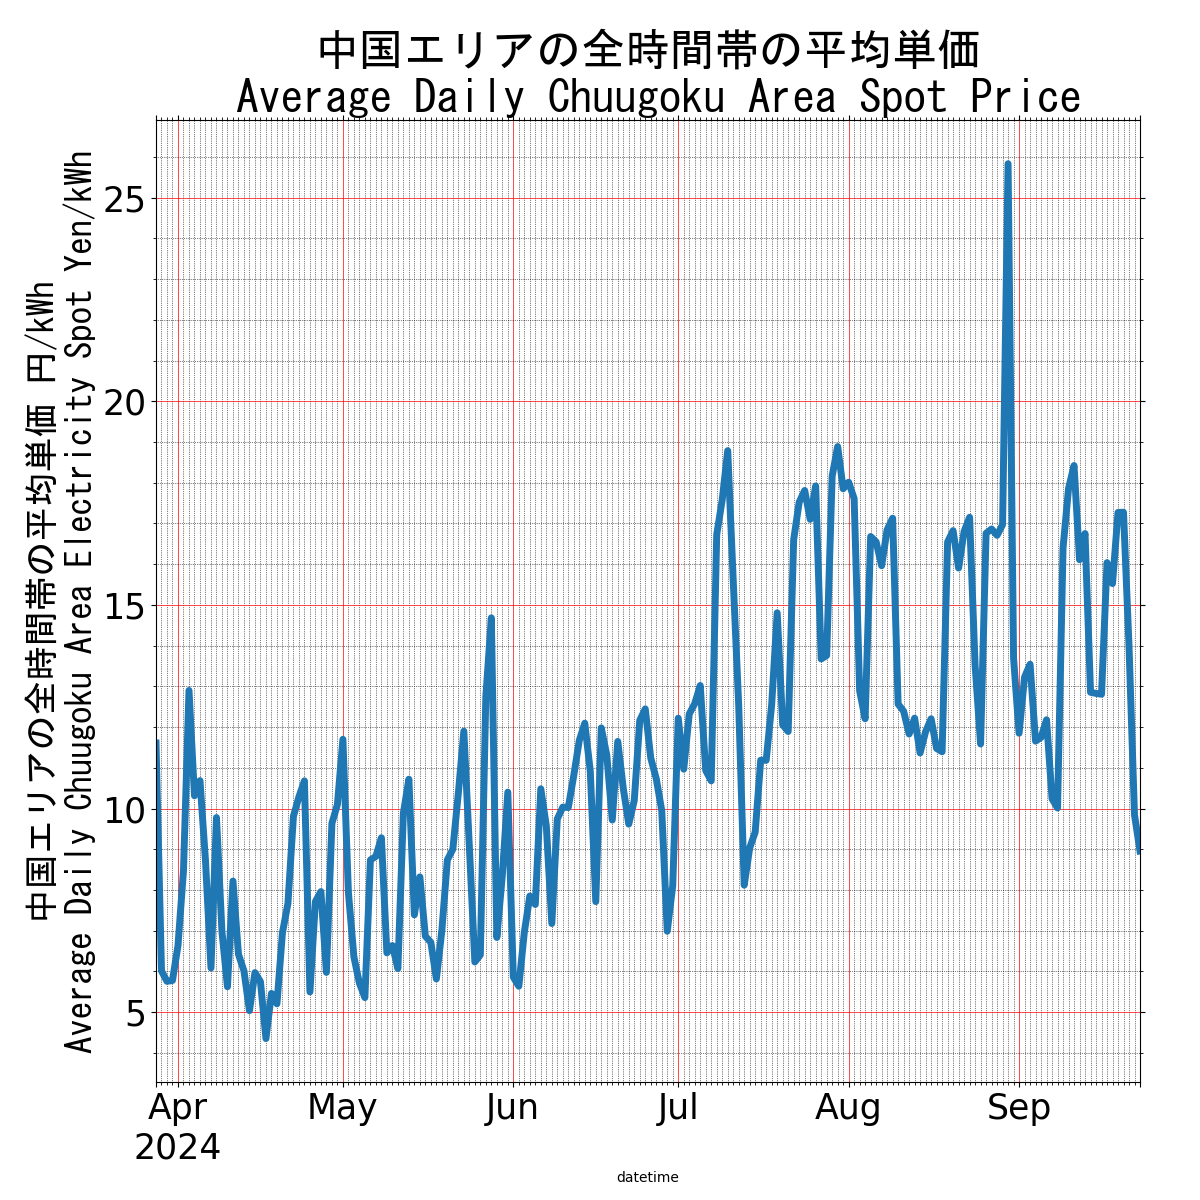 中国エリアの全時間帯の平均単価
Average Daily Chuugoku Area Spot Price
中国エリアの全時間帯の平均単価 円/kWh
Average Daily Chuugoku Area Electricity Spot Yen/kWh
25
20
15
10
5
Apr May Jun Jul Aug Sep
2024
datetime